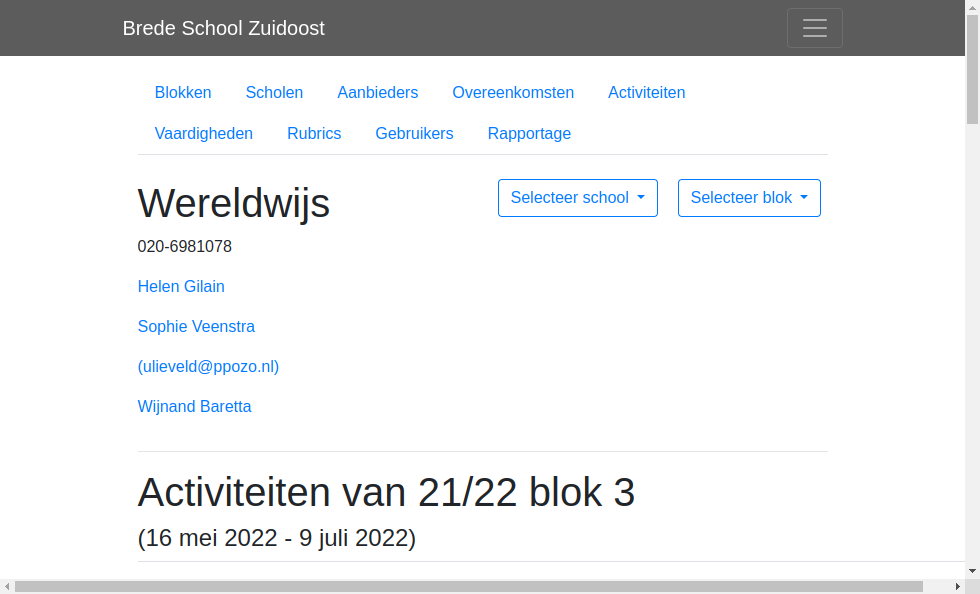 Brede School Zuidoost
Blokken Scholen Aanbieders Overeenkomsten Activiteiten
Vaardigheden Rubrics Gebruikers Rapportage
Wereldwijs Selecteer school Selecteer blok
020-6981078
Helen Gilain
Sophie Veenstra
(ulieveld@ppozo.nl)
Wijnand Baretta
Activiteiten van 21/22 blok 3
(16 mei 2022 - 9 juli 2022)